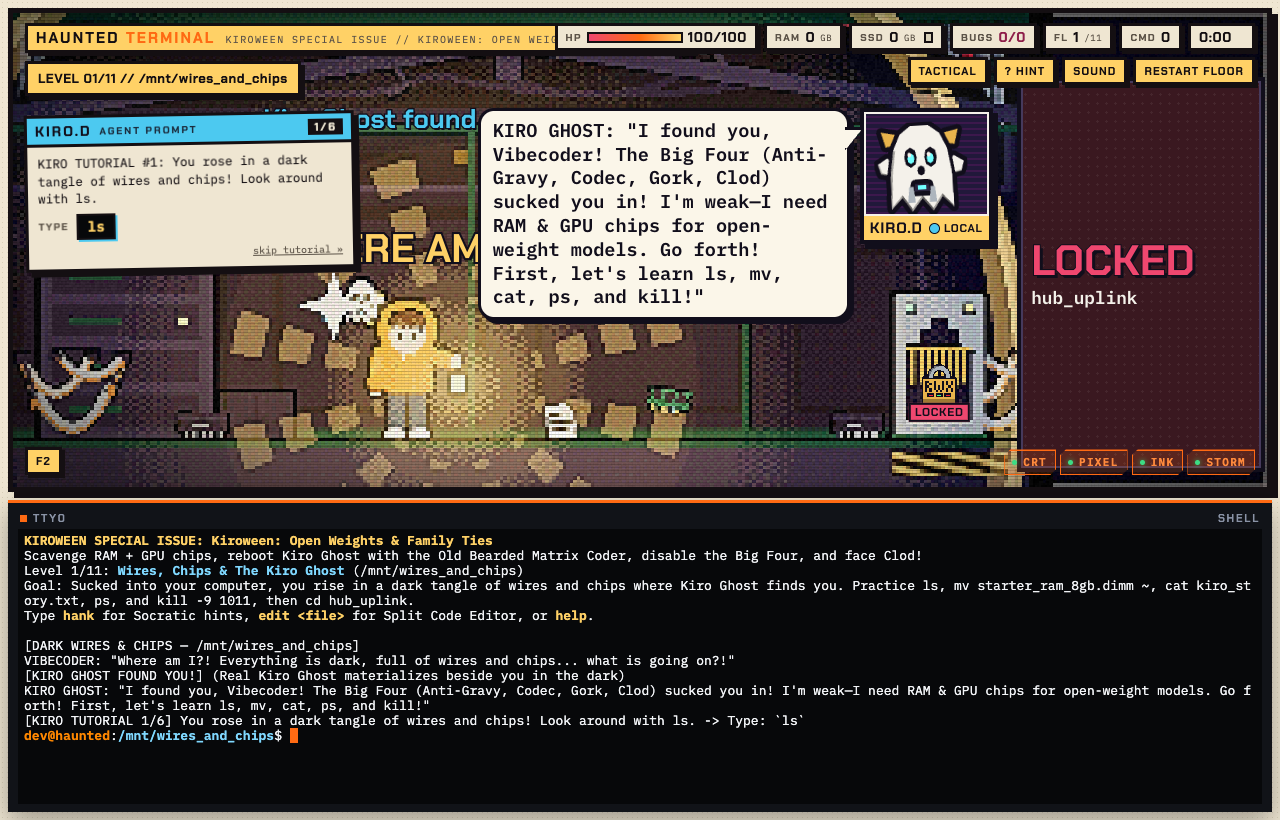 HAUNTED TERMINAL KIROWEEN SPECIAL ISSUE // KIROWEEN: OPEN WEIG
HP 100/100
RAM 0 GB
SSD 0 GB
BUGS 0/0
FL 1 /11
CMD 0
0:00
LEVEL 01/11 // /mnt/wires_and_chips
TACTICAL
? HINT
SOUND
RESTART FLOOR
KIRO.D AGENT PROMPT 1/6
KIRO TUTORIAL #1: You rose in a dark
tangle of wires and chips! Look around
with ls.
TYPE ls
skip tutorial »
ost found
RE AM
KIRO GHOST: "I found you,
Vibecoder! The Big Four (Anti-
Gravy, Codec, Gork, Clod)
sucked you in! I'm weak—I need
RAM & GPU chips for open-
weight models. Go forth!
First, let's learn ls, mv,
cat, ps, and kill!"
KIRO.D LOCAL
LOCKED
hub_uplink
RWX
LOCKED
F2
CRT
PIXEL
INK
STORM
TTY0
SHELL
KIROWEEN SPECIAL ISSUE: Kiroween: Open Weights & Family Ties
Scavenge RAM + GPU chips, reboot Kiro Ghost with the Old Bearded Matrix Coder, disable the Big Four, and face Clod!
Level 1/11: Wires, Chips & The Kiro Ghost (/mnt/wires_and_chips)
Goal: Sucked into your computer, you rise in a dark tangle of wires and chips where Kiro Ghost finds you. Practice ls, mv starter_ram_8gb.dimm ~, cat kiro_st
ory.txt, ps, and kill -9 1011, then cd hub_uplink.
Type hank for Socratic hints, edit <file> for Split Code Editor, or help.
[DARK WIRES & CHIPS — /mnt/wires_and_chips]
VIBECODER: "Where am I?! Everything is dark, full of wires and chips... what is going on?!"
[KIRO GHOST FOUND YOU!] (Real Kiro Ghost materializes beside you in the dark)
KIRO GHOST: "I found you, Vibecoder! The Big Four (Anti-Gravy, Codec, Gork, Clod) sucked you in! I'm weak—I need RAM & GPU chips for open-weight models. Go f
orth! First, let's learn ls, mv, cat, ps, and kill!"
[KIRO TUTORIAL 1/6] You rose in a dark tangle of wires and chips! Look around with ls. -> Type: `ls`
dev@haunted:/mnt/wires_and_chips$